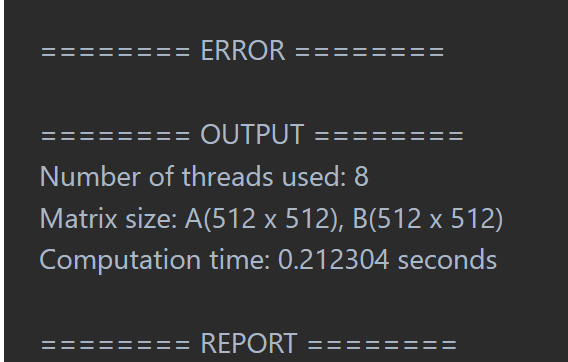 ======== ERROR ========
======== OUTPUT ========
Number of threads used: 8
Matrix size: A(512 x 512), B(512 x 512)
Computation time: 0.212304 seconds
======== REPORT ========